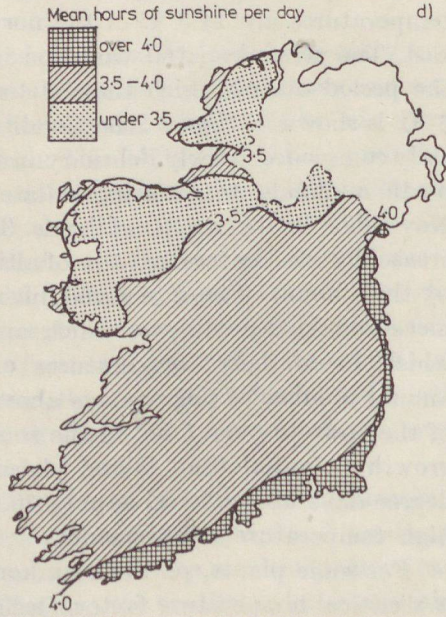 Mean hours of sunshine per day
d)
over 4·0
3·5 – 4·0
under 3·5
3·5
4·0
3·5
4·0